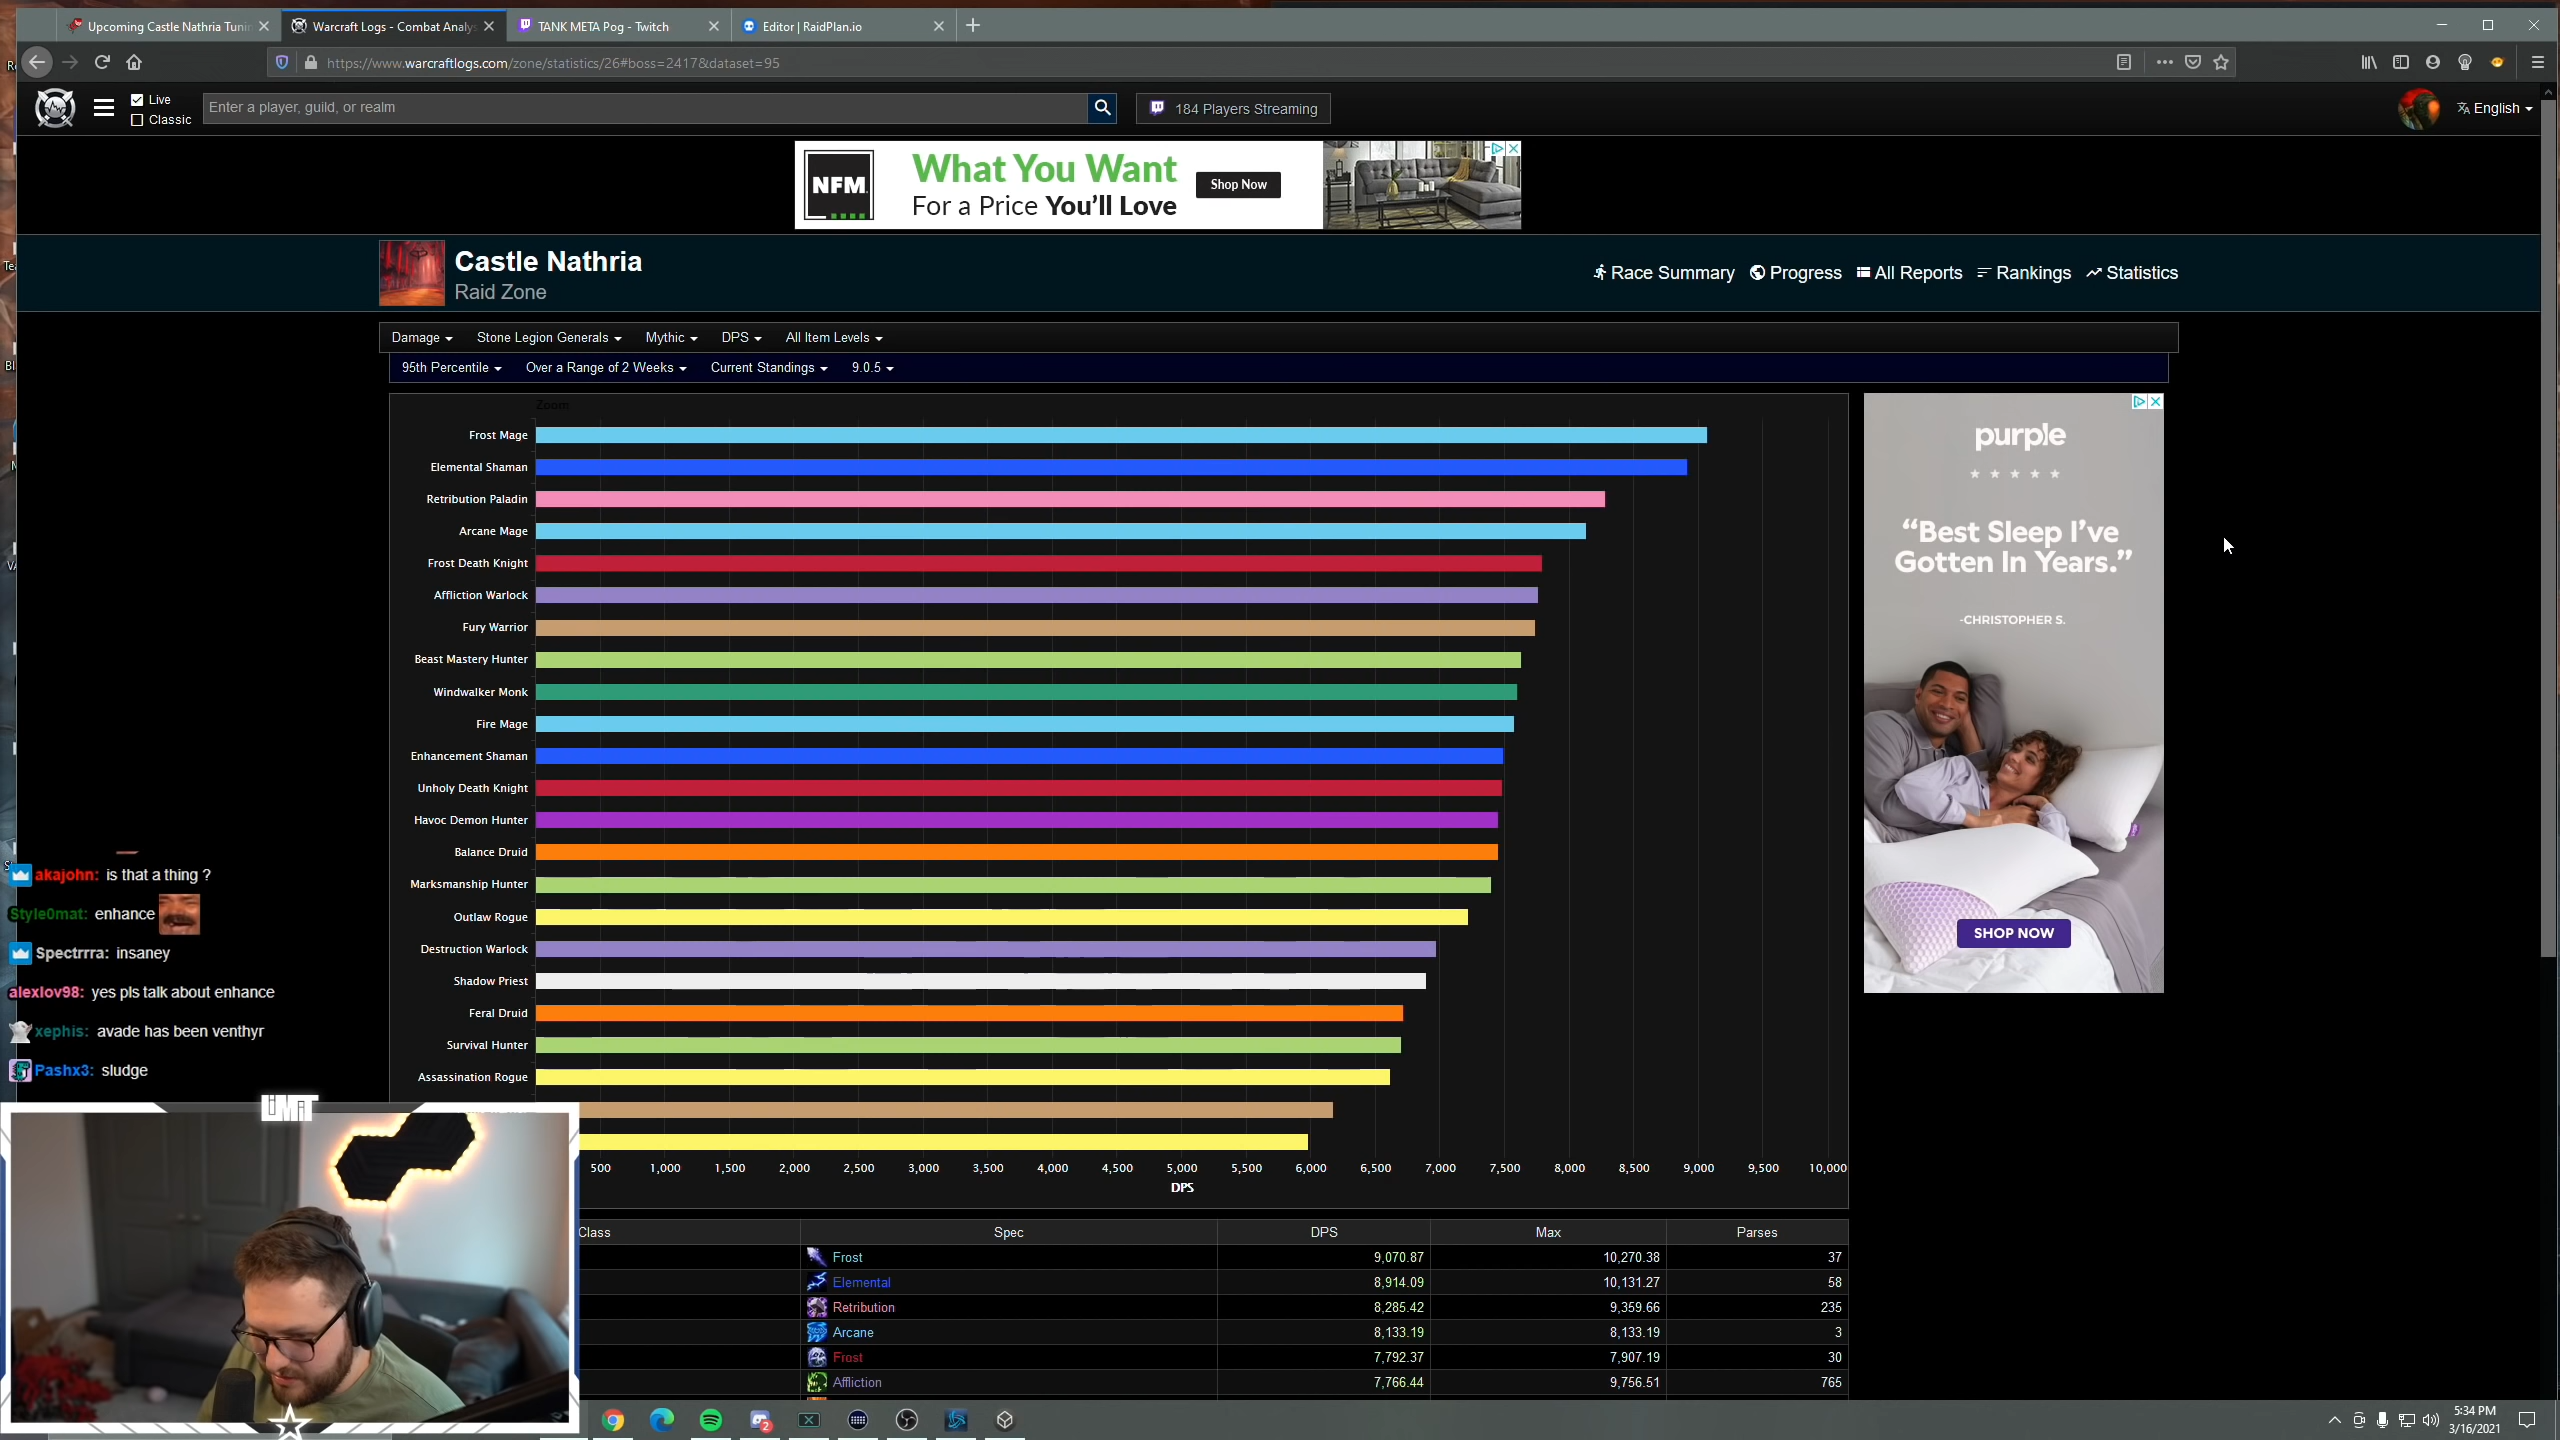 Upcoming Castle Nathria Tunin
Warcraft Logs - Combat Analys
TANK META Pog - Twitch
Editor | RaidPlan.io
https://www.warcraftlogs.com/zone/statistics/26#boss=2417&dataset=95
Live
Classic
Enter a player, guild, or realm
184 Players Streaming
English
NFM
What You Want
For a Price You'll Love
Shop Now
Castle Nathria
Raid Zone
Race Summary Progress All Reports Rankings Statistics
Damage Stone Legion Generals Mythic DPS All Item Levels
95th Percentile Over a Range of 2 Weeks Current Standings 9.0.5
Zoom
Frost Mage
Elemental Shaman
Retribution Paladin
Arcane Mage
Frost Death Knight
Affliction Warlock
Fury Warrior
Beast Mastery Hunter
Windwalker Monk
Fire Mage
Enhancement Shaman
Unholy Death Knight
Havoc Demon Hunter
Balance Druid
Marksmanship Hunter
Outlaw Rogue
Destruction Warlock
Shadow Priest
Feral Druid
Survival Hunter
Assassination Rogue
500 1,000 1,500 2,000 2,500 3,000 3,500 4,000 4,500 5,000 5,500 6,000 6,500 7,000 7,500 8,000 8,500 9,000 9,500 10,000
DPS
purple
"Best Sleep I've
Gotten In Years."
-CHRISTOPHER S.
SHOP NOW
akajohn: is that a thing ?
Style0mat: enhance
Spectrrra: insaney
alexlov98: yes pls talk about enhance
xephis: avade has been venthyr
Pashx3: sludge
LIMIT
Class Spec DPS Max Parses
Frost 9,070.87 10,270.38 37
Elemental 8,914.09 10,131.27 58
Retribution 8,285.42 9,359.66 235
Arcane 8,133.19 8,133.19 3
Frost 7,792.37 7,907.19 30
Affliction 7,766.44 9,756.51 765
2
5:34 PM
3/16/2021